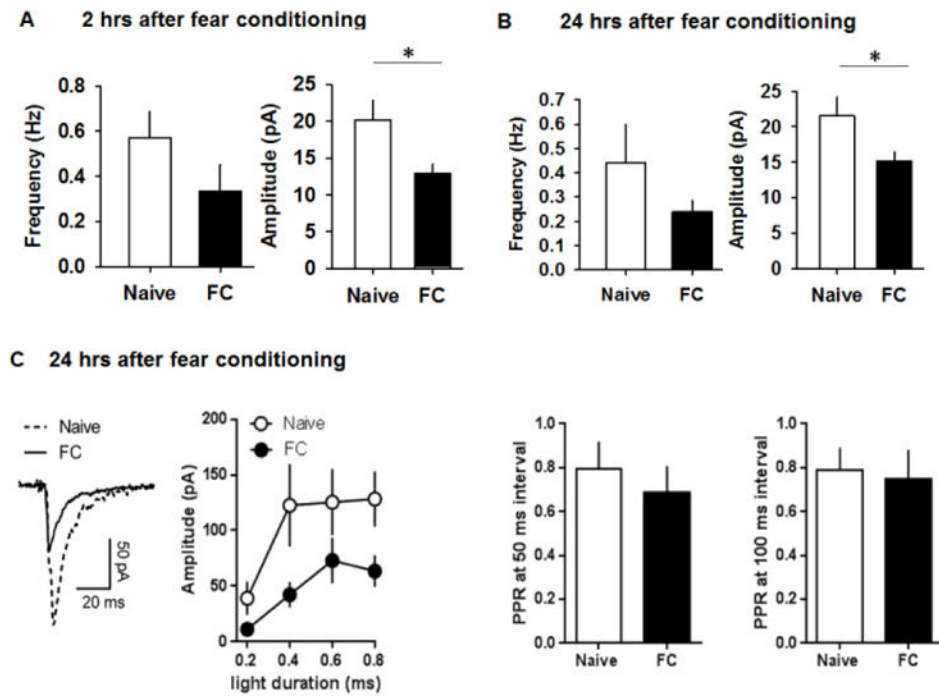 A 2 hrs after fear conditioning
Frequency (Hz)
0.8
0.6
0.4
0.2
0.0
Naive FC
Amplitude (pA)
25
20
15
10
5
0
*
Naive FC
B 24 hrs after fear conditioning
Frequency (Hz)
0.7
0.6
0.5
0.4
0.3
0.2
0.1
0.0
Naive FC
Amplitude (pA)
25
20
15
10
5
0
*
Naive FC
C 24 hrs after fear conditioning
Naive
FC
50 pA
20 ms
Amplitude (pA)
200
150
100
50
0
Naive
FC
0.2 0.4 0.6 0.8
light duration (ms)
PPR at 50 ms interval
1.0
0.8
0.6
0.4
0.2
0.0
Naive FC
PPR at 100 ms interval
1.0
0.8
0.6
0.4
0.2
0.0
Naive FC